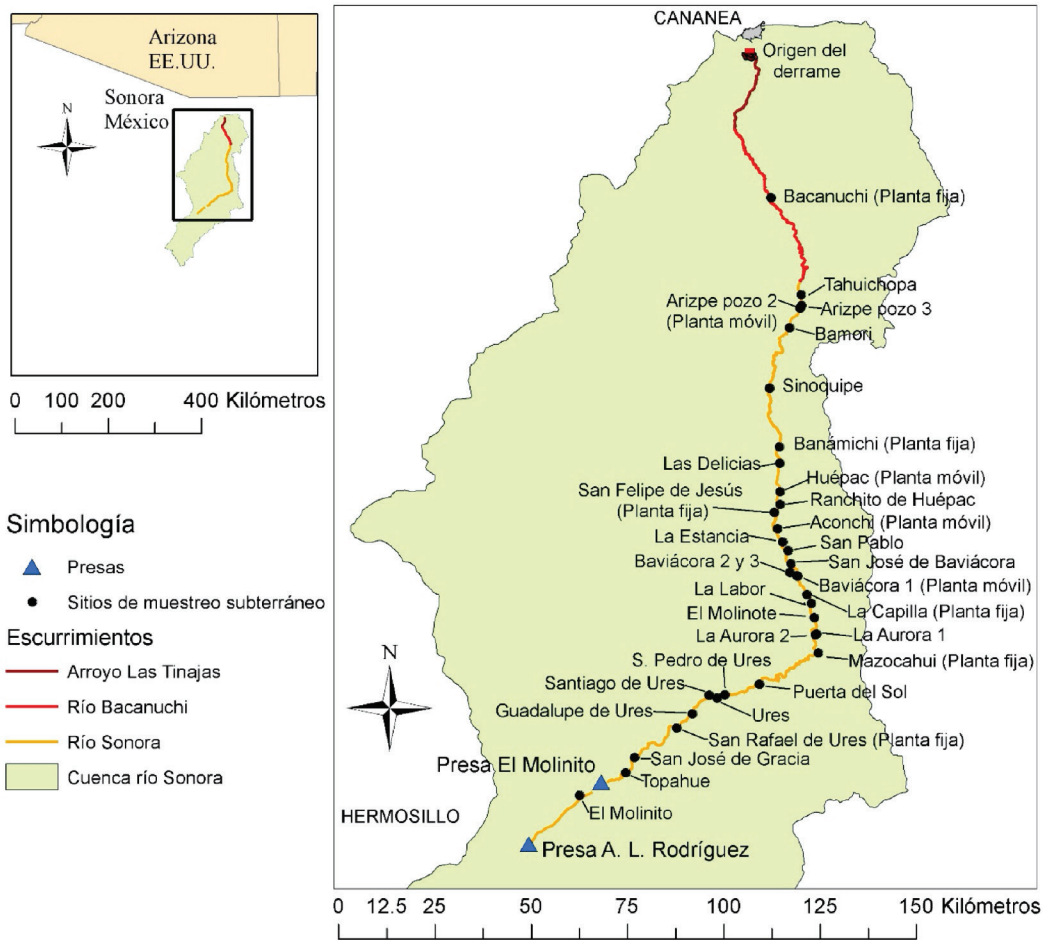 Arizona
EE.UU.
Sonora
México
N
0 100 200 400 Kilómetros
Simbología
Presas
Sitios de muestreo subterráneo
Escurrimientos
Arroyo Las Tinajas
Río Bacanuchi
Río Sonora
Cuenca río Sonora
CANANEA
Origen del
derrame
Bacanuchi (Planta fija)
Tahuichopa
Arizpe pozo 2
(Planta móvil)
Arizpe pozo 3
Bamori
Sinoquipe
Banámichi (Planta fija)
Las Delicias
Huépac (Planta móvil)
San Felipe de Jesús
(Planta fija)
Ranchito de Huépac
Aconchi (Planta móvil)
La Estancia
San Pablo
San José de Baviácora
Baviácora 2 y 3
Baviácora 1 (Planta móvil)
La Labor
La Capilla (Planta fija)
El Molinote
La Aurora 2
La Aurora 1
Mazocahui (Planta fija)
S. Pedro de Ures
Santiago de Ures
Puerta del Sol
Guadalupe de Ures
Ures
San Rafael de Ures (Planta fija)
San José de Gracia
Presa El Molinito
Topahue
El Molinito
HERMOSILLO
Presa A. L. Rodríguez
N
0 12.5 25 50 75 100 125 150 Kilómetros